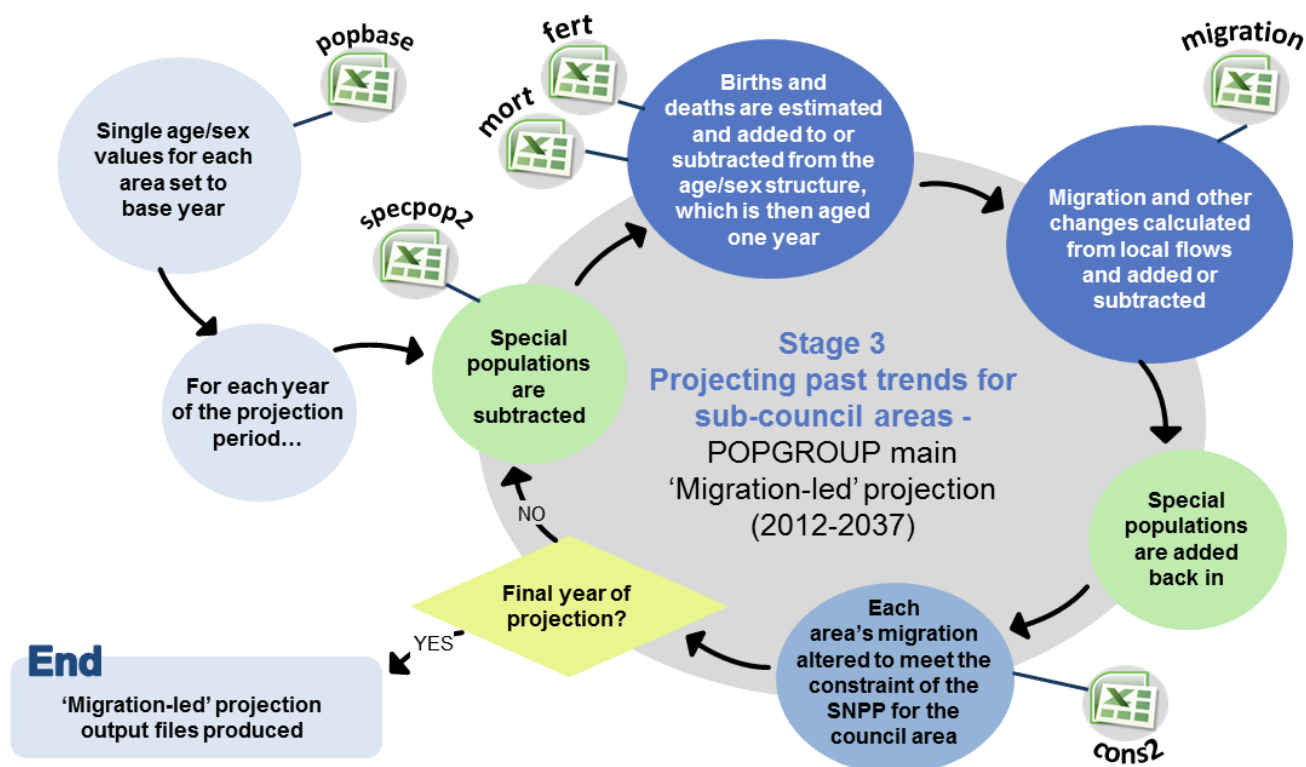 popbase
Single age/sex
values for each
area set to
base year
For each year
of the projection
period…
specpop2
Special
populations
are
subtracted
fert
mort
Births and
deaths are estimated
and added to or
subtracted from the
age/sex structure,
which is then aged
one year
migration
Migration and other
changes calculated
from local flows
and added or
subtracted
Special
populations
are added
back in
Each
area’s migration
altered to meet the
constraint of the
SNPP for the
council area
cons2
Final year of
projection?
NO
YES
End
‘Migration-led’ projection
output files produced
Stage 3
Projecting past trends for
sub-council areas -
POPGROUP main
‘Migration-led’ projection
(2012-2037)